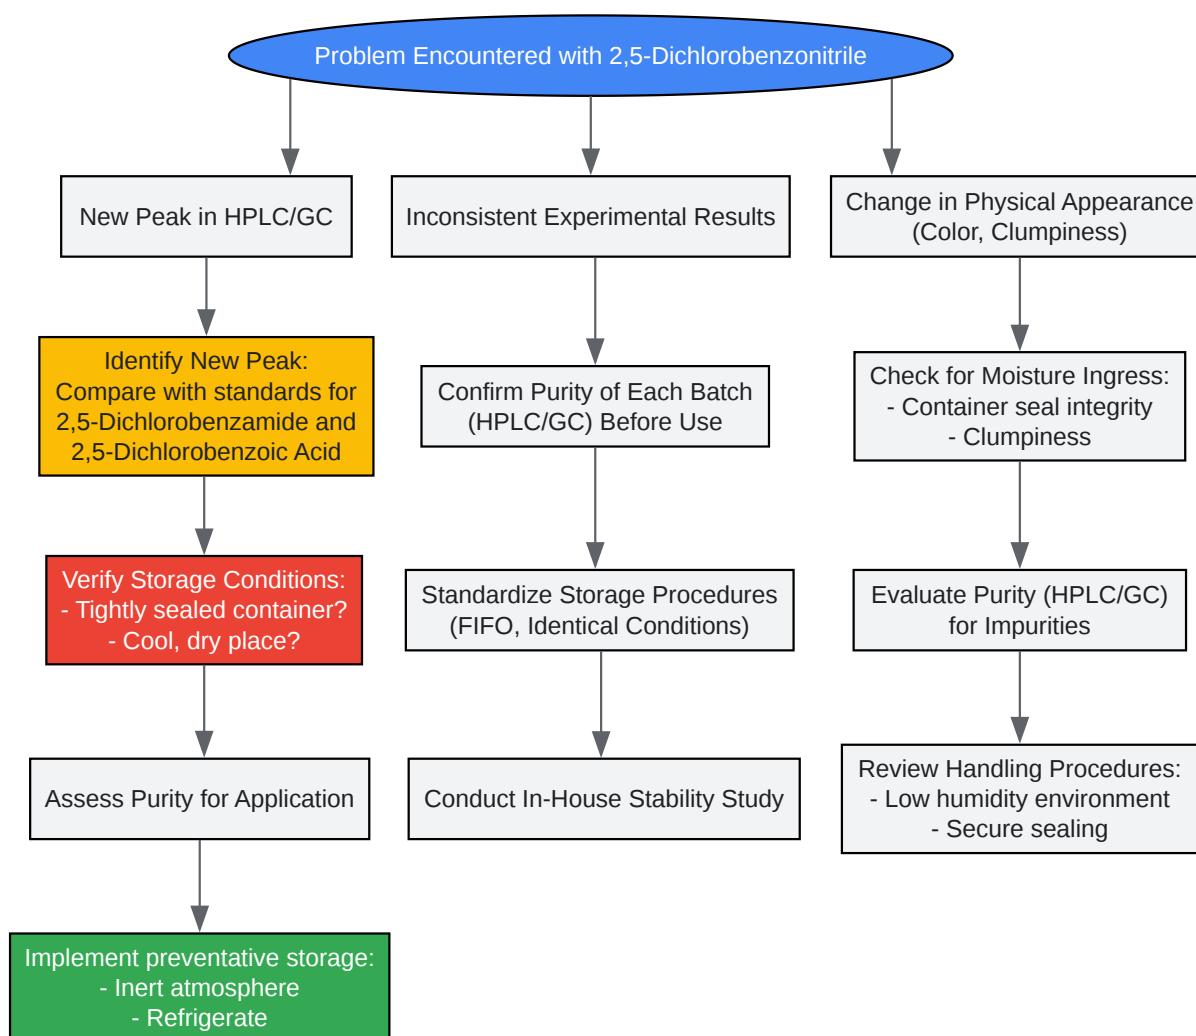 Problem Encountered with 2,5-Dichlorobenzonitrile
New Peak in HPLC/GC
Inconsistent Experimental Results
Change in Physical Appearance
(Color, Clumpiness)
Identify New Peak:
Compare with standards for
2,5-Dichlorobenzamide and
2,5-Dichlorobenzoic Acid
Confirm Purity of Each Batch
(HPLC/GC) Before Use
Check for Moisture Ingress:
- Container seal integrity
- Clumpiness
Verify Storage Conditions:
- Tightly sealed container?
- Cool, dry place?
Standardize Storage Procedures
(FIFO, Identical Conditions)
Evaluate Purity (HPLC/GC)
for Impurities
Assess Purity for Application
Conduct In-House Stability Study
Review Handling Procedures:
- Low humidity environment
- Secure sealing
Implement preventative storage:
- Inert atmosphere
- Refrigerate